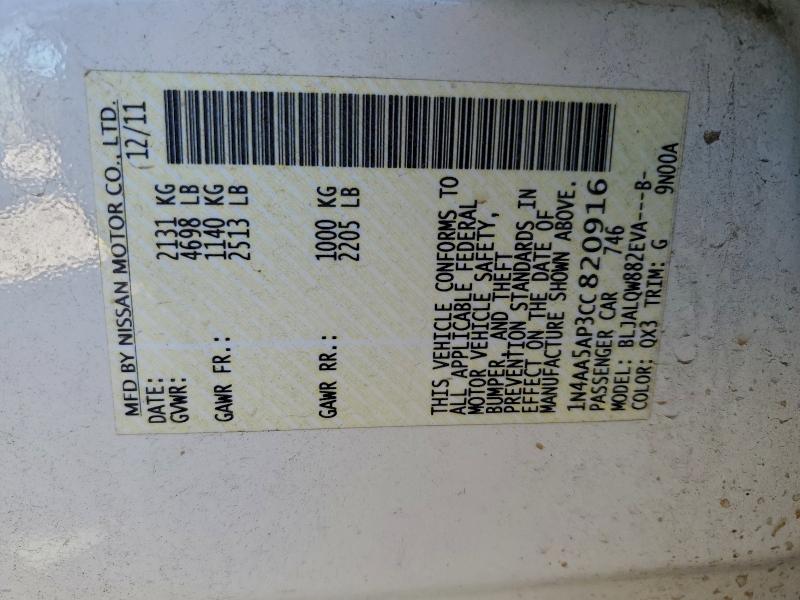 MFD BY NISSAN MOTOR CO., LTD.
DATE: 12/11
GVWR: 2131 KG
4698 LB
GAWR FR.: 1140 KG
2513 LB
GAWR RR.: 1000 KG
2205 LB
THIS VEHICLE CONFORMS TO
ALL APPLICABLE FEDERAL
MOTOR VEHICLE SAFETY,
BUMPER, AND THEFT
PREVENTION STANDARDS IN
EFFECT ON THE DATE OF
MANUFACTURE SHOWN ABOVE.
1N4AA5AP3CC820916
PASSENGER CAR 746
MODEL: BLJALQW882EVA---B-
COLOR: QX3 TRIM: G 9N00A